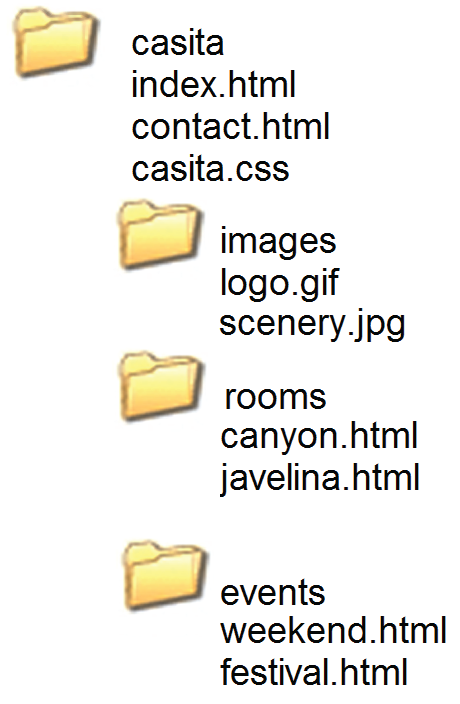 casita
index.html
contact.html
casita.css
images
logo.gif
scenery.jpg
rooms
canyon.html
javelina.html
events
weekend.html
festival.html